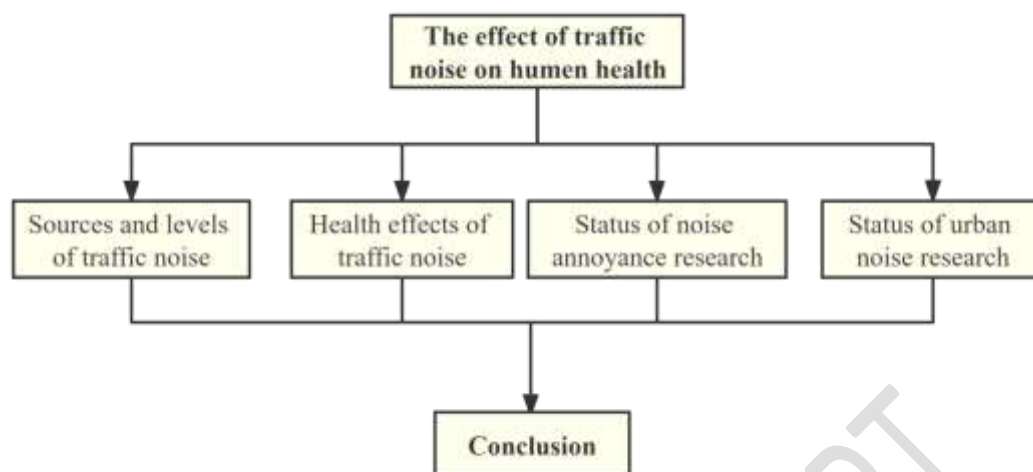 The effect of traffic
noise on human health
Sources and levels
of traffic noise
Health effects of
traffic noise
Status of noise
annoyance research
Status of urban
noise research
Conclusion